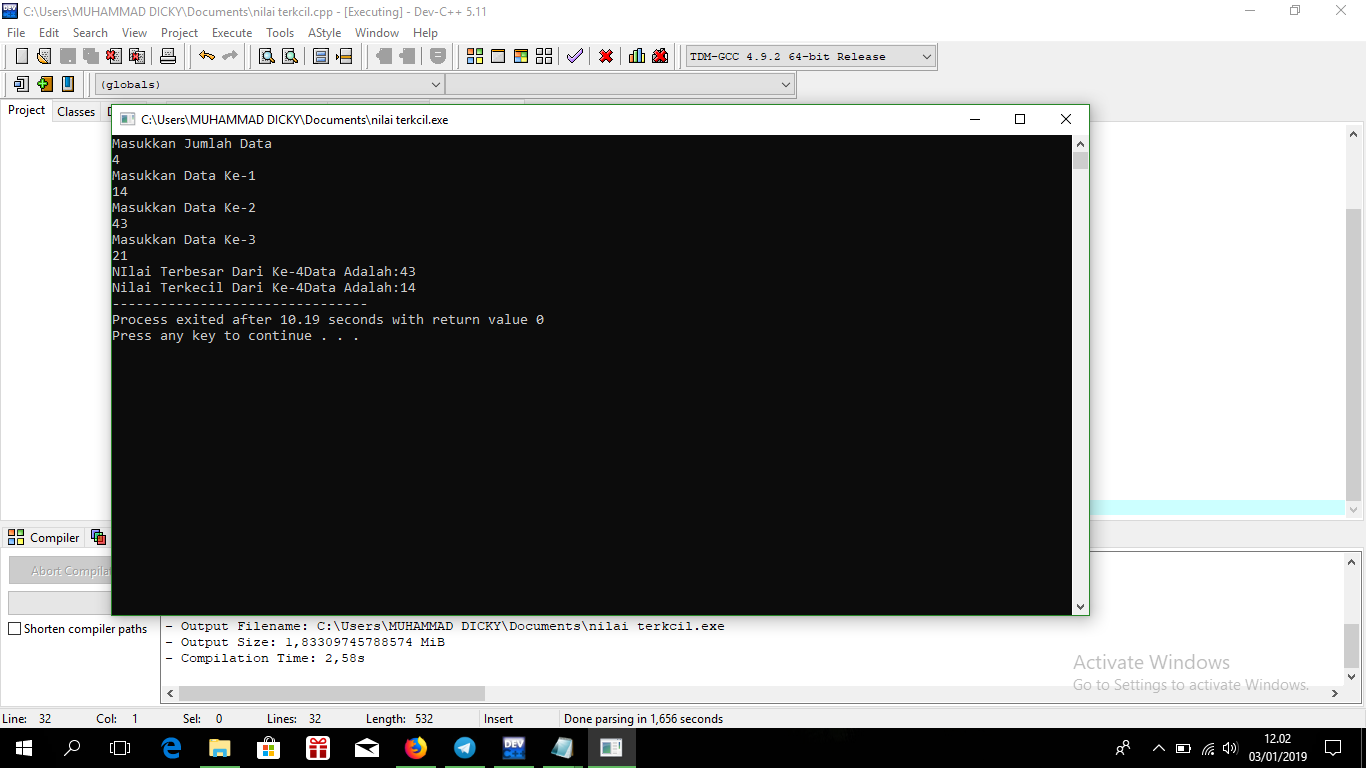 C:\Users\MUHAMMAD DICKY\Documents\nilai terkcil.cpp - [Executing] - Dev-C++ 5.11
File Edit Search View Project Execute Tools AStyle Window Help
TDM-GCC 4.9.2 64-bit Release
(globals)
Project Classes
C:\Users\MUHAMMAD DICKY\Documents\nilai terkcil.exe
Masukkan Jumlah Data
4
Masukkan Data Ke-1
14
Masukkan Data Ke-2
43
Masukkan Data Ke-3
21
NIlai Terbesar Dari Ke-4Data Adalah:43
Nilai Terkecil Dari Ke-4Data Adalah:14
--------------------------------
Process exited after 10.19 seconds with return value 0
Press any key to continue . . .
Compiler
Abort
Shorten compiler paths
- Output Filename: C:\Users\MUHAMMAD DICKY\Documents\nilai terkcil.exe
- Output Size: 1,83309745788574 MiB
- Compilation Time: 2,58s
Activate Windows
Go to Settings to activate Windows.
Line: 32 Col: 1 Sel: 0 Lines: 32 Length: 532 Insert Done parsing in 1,656 seconds
DEV
12.02
03/01/2019